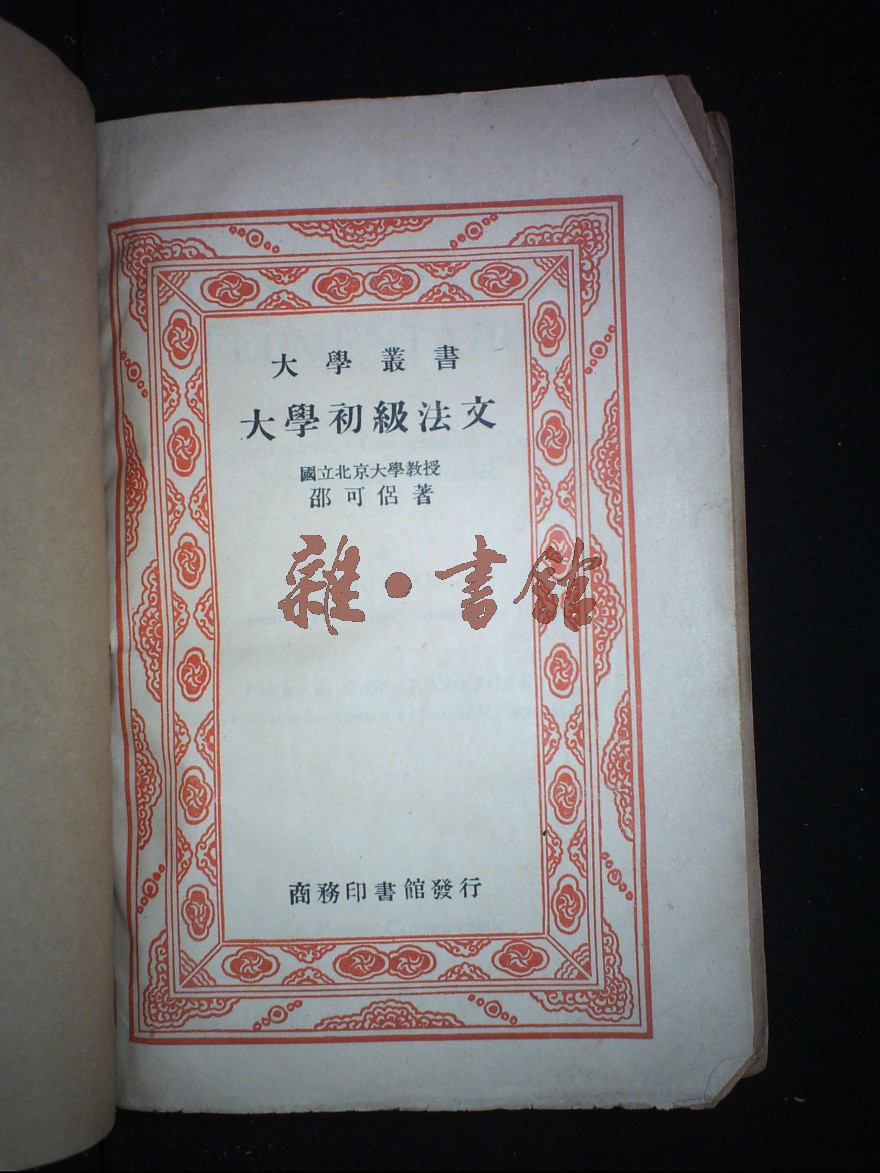 大學叢書
大學初級法文
國立北京大學教授
邵可侶著
雜·書館
商務印書館發行